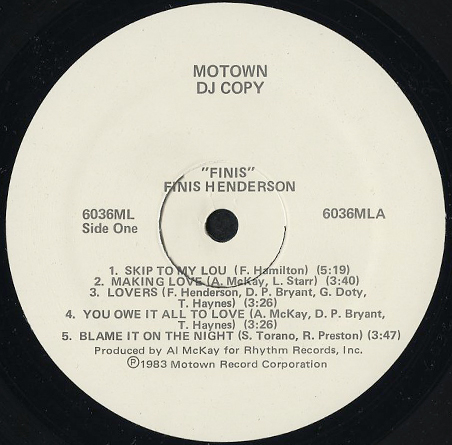 MOTOWN
DJ COPY
"FINIS"
FINIS HENDERSON
6036ML 6036MLA
Side One
1. SKIP TO MY LOU (F. Hamilton) (5:19)
2. MAKING LOVE (A. McKAY, L. Starr) (3:40)
3. LOVERS (F. Henderson, D. P. Bryant, G. Doty,
T. Haynes) (3:26)
4. YOU OWE IT ALL TO LOVE (A. McKay, D. P. Bryant,
T. Haynes) (3:26)
5. BLAME IT ON THE NIGHT (S. Torano, R. Preston) (3:47)
Produced by Al McKay for Rhythm Records, Inc.
Ⓟ1983 Motown Record Corporation